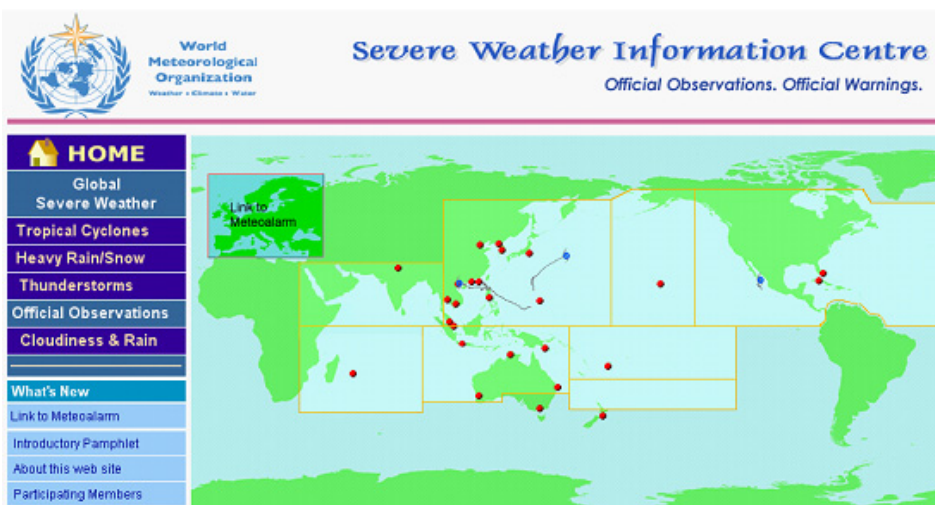 World
Meteorological
Organization
Weather • Climate • Water
Severe Weather Information Centre
Official Observations. Official Warnings.
HOME
Global
Severe Weather
Tropical Cyclones
Heavy Rain/Snow
Thunderstorms
Official Observations
Cloudiness & Rain
What's New
Link to Meteoalarm
Introductory Pamphlet
About this web site
Participating Members
Link to
Meteoalarm